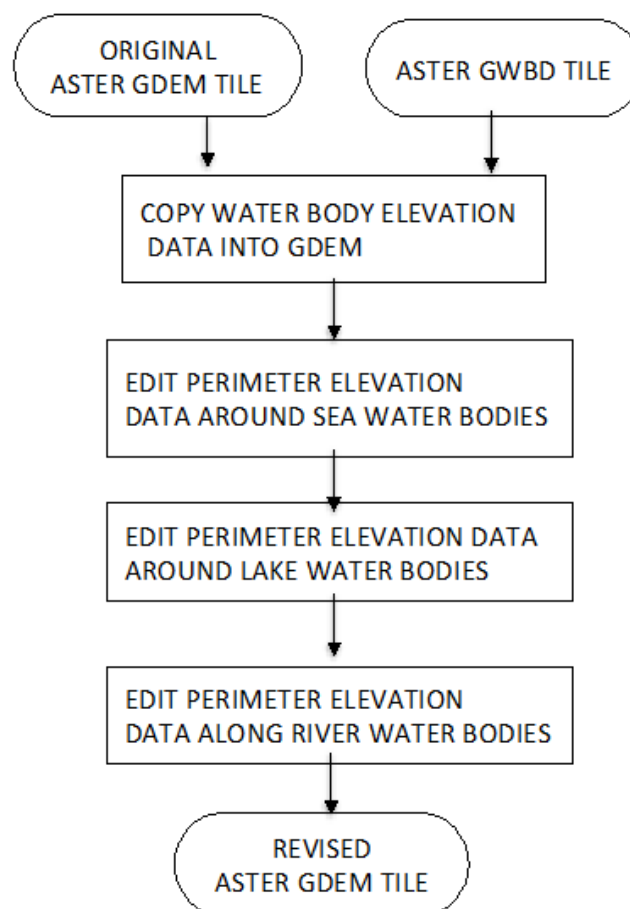 ORIGINAL
ASTER GDEM TILE
ASTER GWBD TILE
COPY WATER BODY ELEVATION
DATA INTO GDEM
EDIT PERIMETER ELEVATION
DATA AROUND SEA WATER BODIES
EDIT PERIMETER ELEVATION DATA
AROUND LAKE WATER BODIES
EDIT PERIMETER ELEVATION
DATA ALONG RIVER WATER BODIES
REVISED
ASTER GDEM TILE